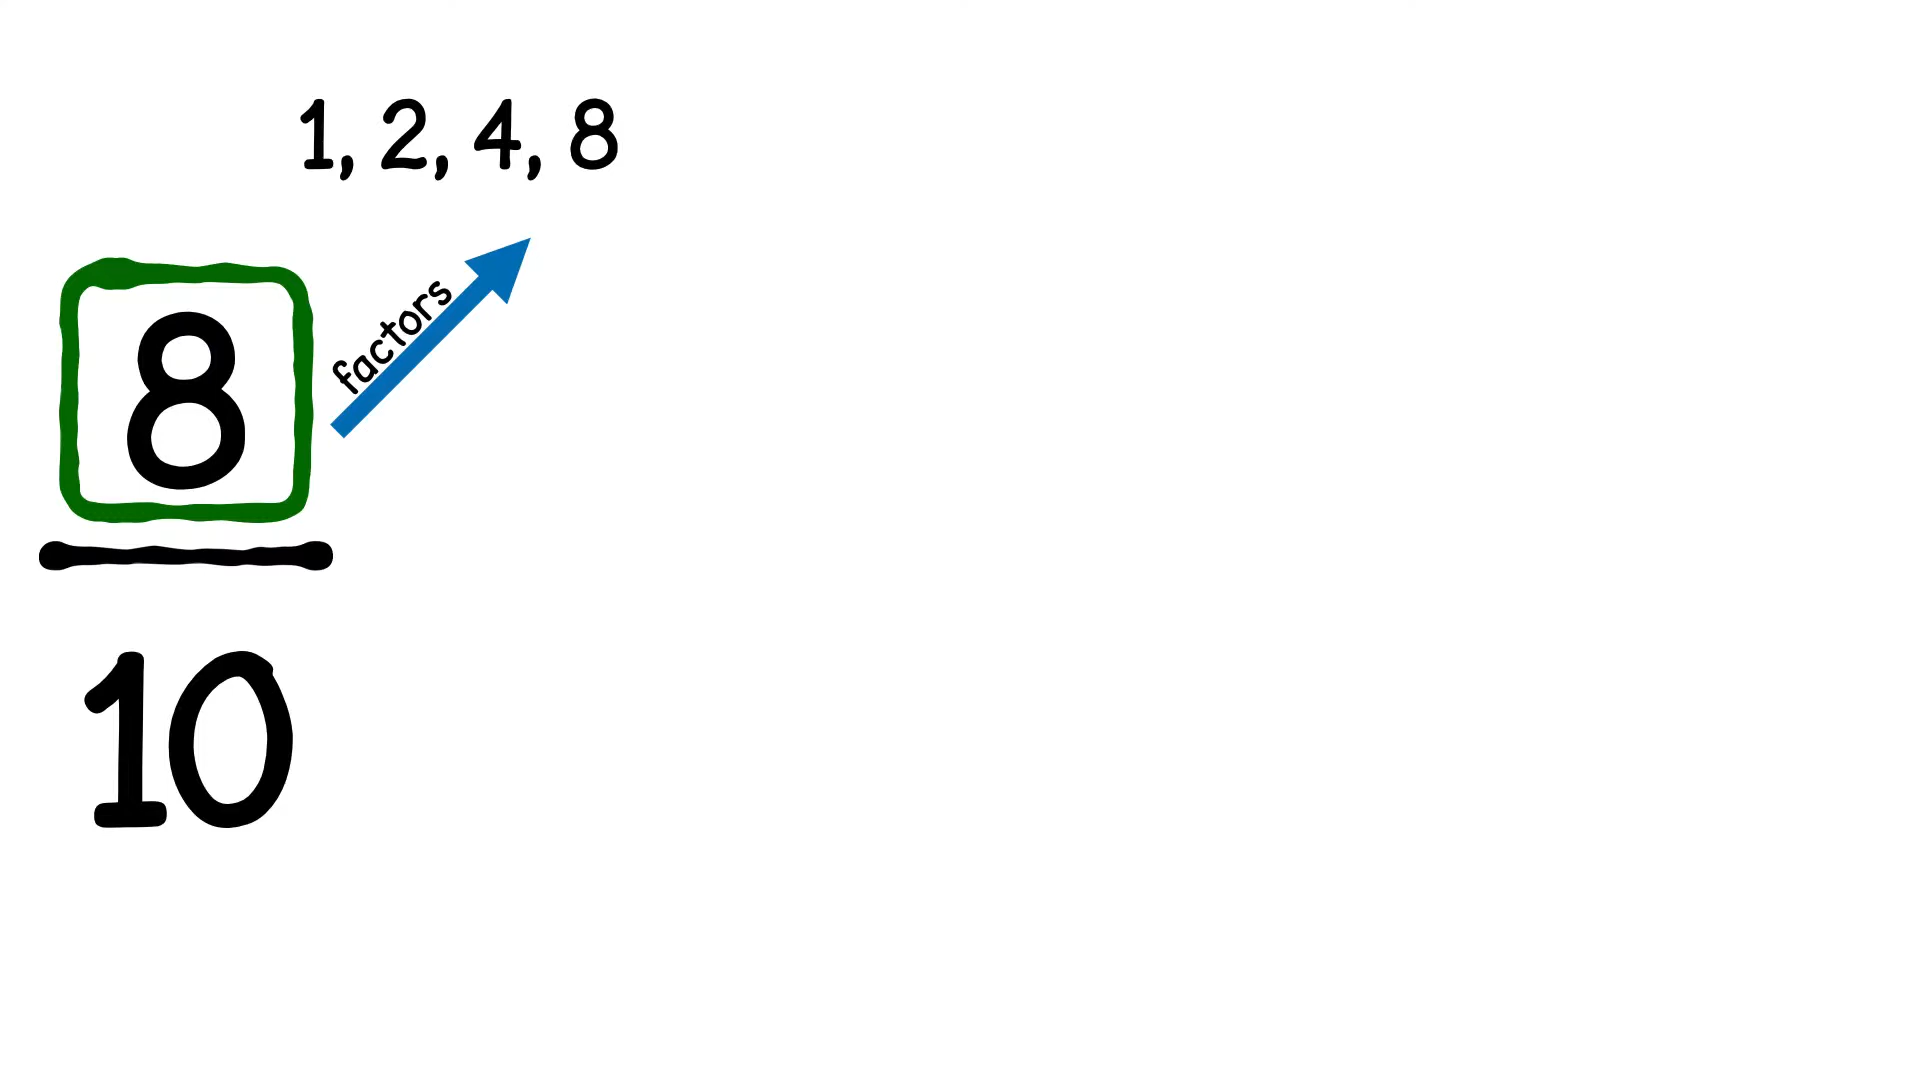 1, 2, 4, 8
factors
8
10